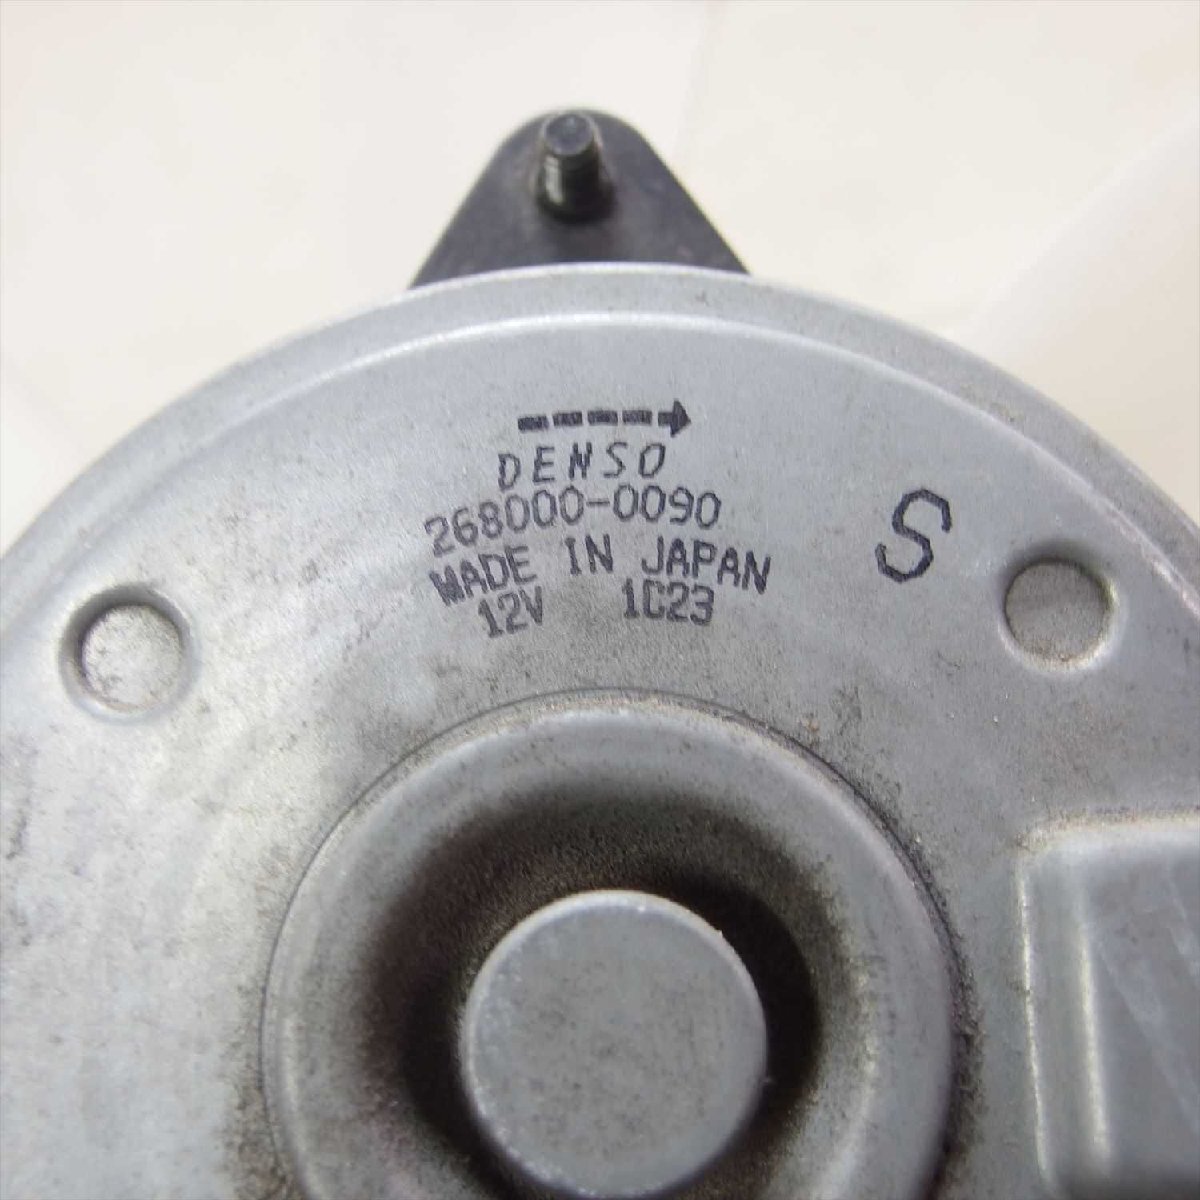 DENSO
268000-0090
MADE IN JAPAN
12V 1C23
S